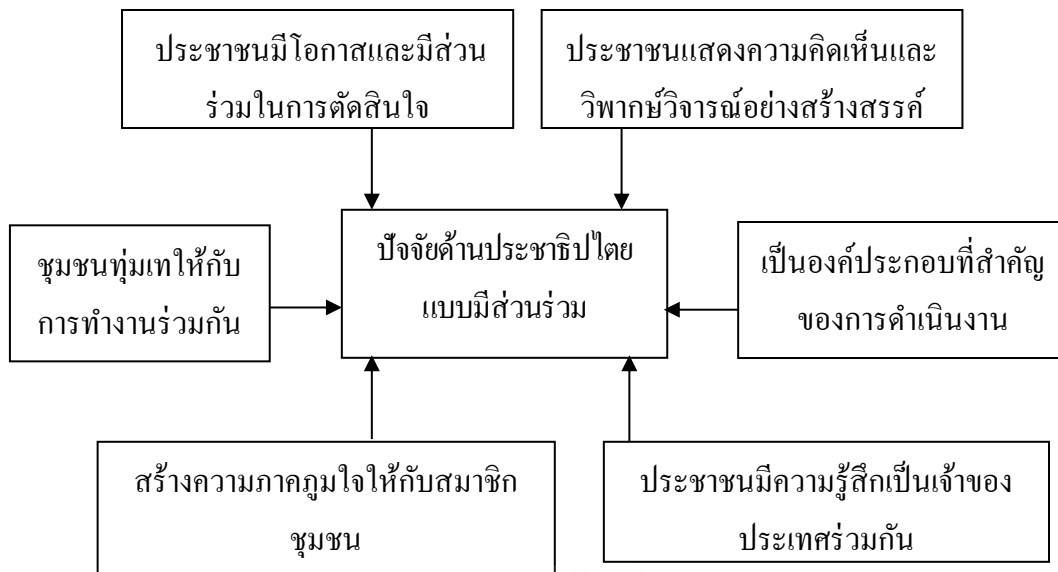 ประชาชนมีโอกาสและมีส่วน
ร่วมในการตัดสินใจ
ประชาชนแสดงความคิดเห็นและ
วิพากษ์วิจารณ์อย่างสร้างสรรค์
ชุมชนทุ่มเทให้กับ
การทำงานร่วมกัน
ปัจจัยด้านประชาธิปไตย
แบบมีส่วนร่วม
เป็นองค์ประกอบที่สำคัญ
ของการดำเนินงาน
สร้างความภาคภูมใจให้กับสมาชิก
ชุมชน
ประชาชนมีความรู้สึกเป็นเจ้าของ
ประเทศร่วมกัน